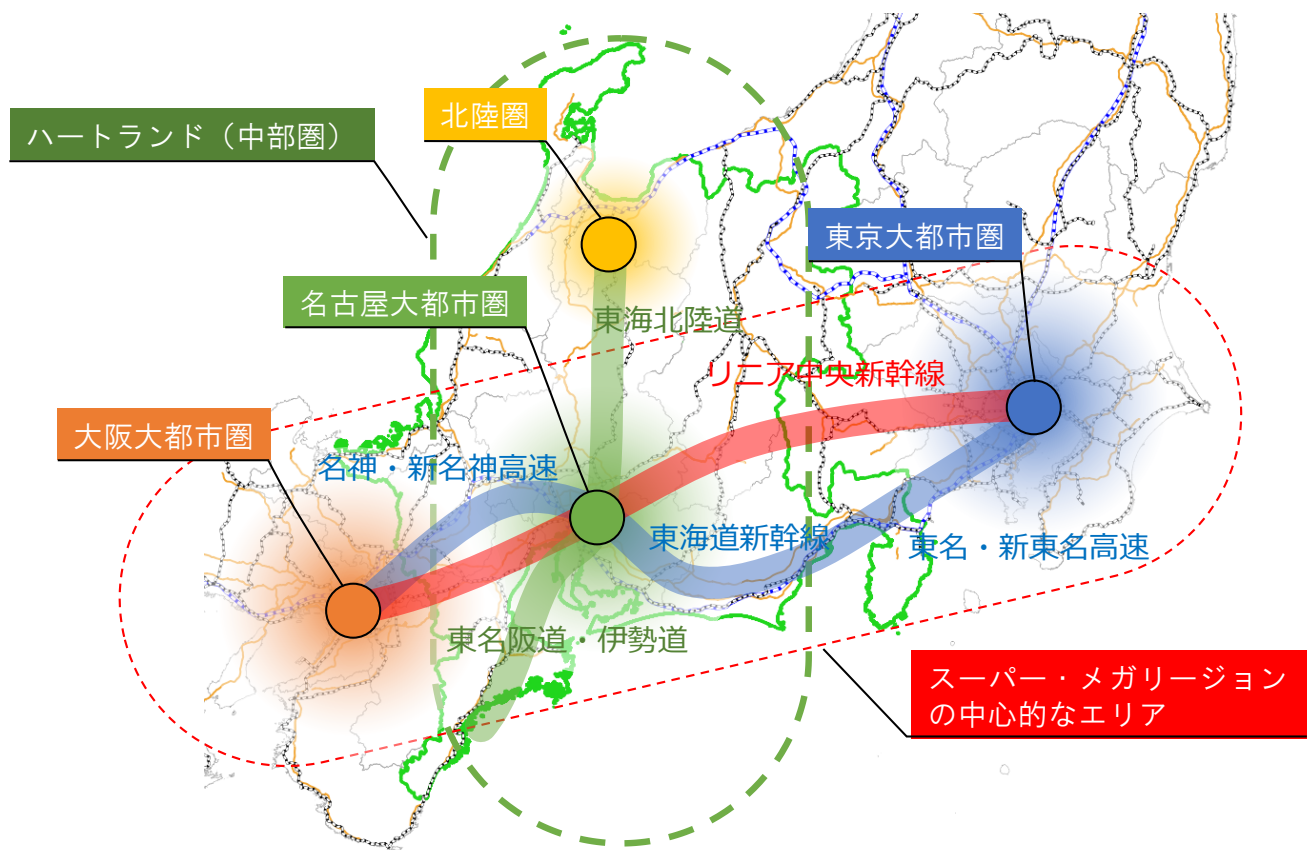 北陸圏
ハートランド（中部圏）
東京大都市圏
名古屋大都市圏
東海北陸道
リニア中央新幹線
大阪大都市圏
名神・新名神高速
東海道新幹線
東名・新東名高速
東名阪道・伊勢道
スーパー・メガリージョン
の中心的なエリア